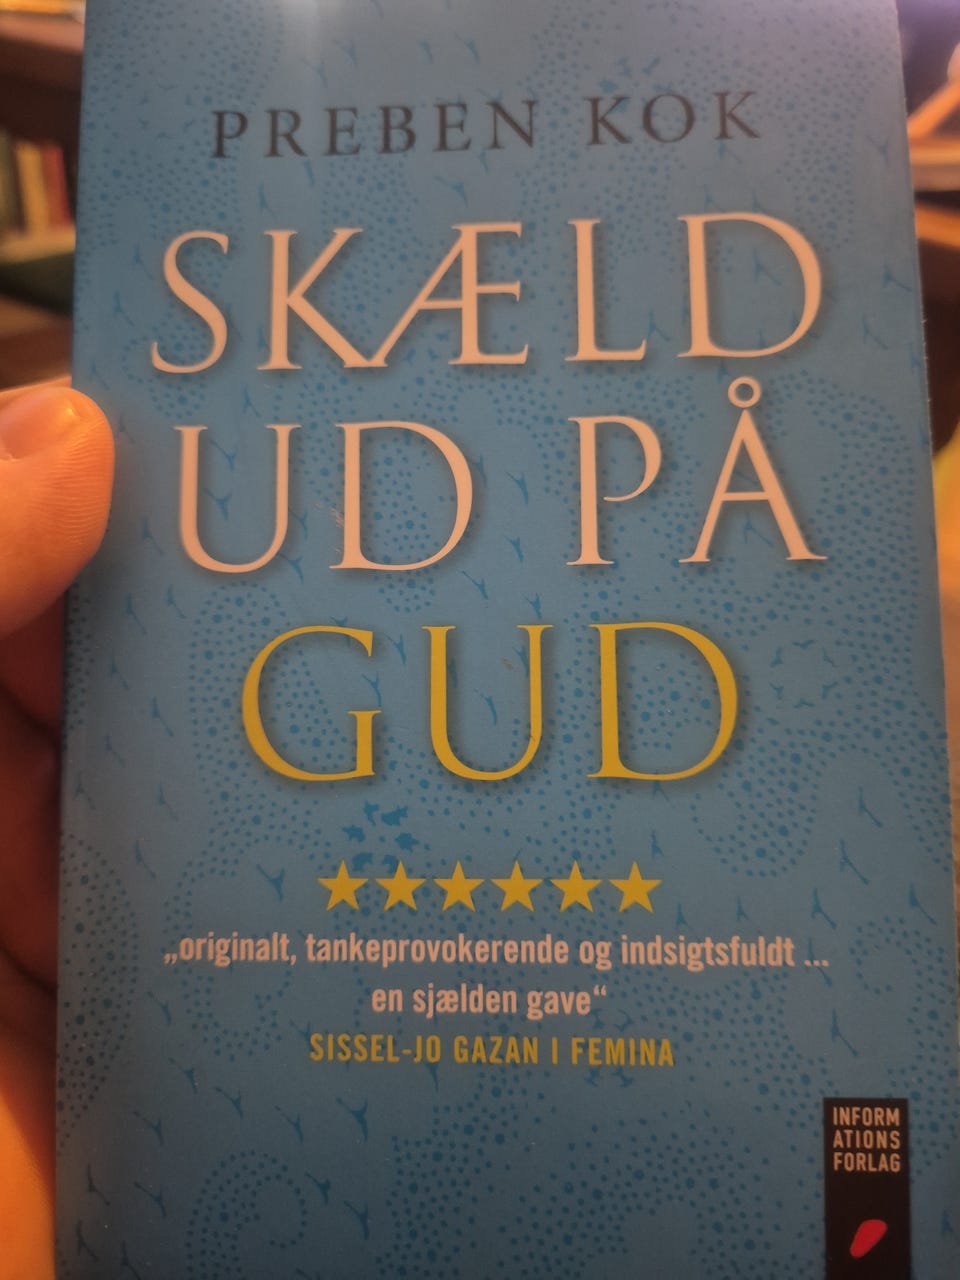 PREBEN KOK
SKÆLD
UD PÅ
GUD
„originalt, tankeprovokerende og indsigtsfuldt ...
en sjælden gave“
SISSEL-JO GAZAN I FEMINA
INFORM
ATIONS
FORLAG